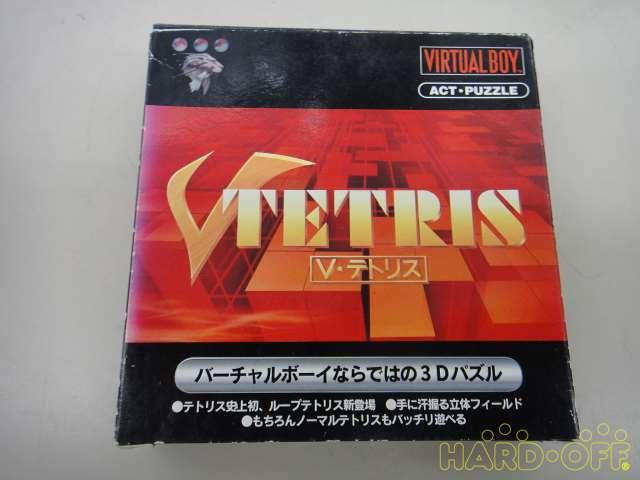 VIRTUAL BOY™
ACT・PUZZLE
V TETRIS
V・テトリス
バーチャルボーイならではの3Dパズル
●テトリス史上初、ループテトリス新登場 ●手に汗握る立体フィールド
●もちろんノーマルテトリスもバッチリ遊べる
HARD・OFF